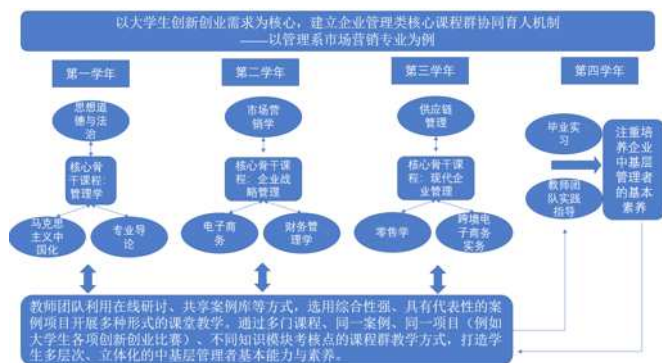 以大学生创新创业需求为核心，建立企业管理类核心课程群协同育人机制
——以管理系市场营销专业为例
第一学年
第二学年
第三学年
第四学年
思想道
德与法
治
市场营
销学
供应链
管理
毕业实
习
注重培
养企业
中基层
管理者
的基本
素养
核心骨
干课程：
管理学
核心骨干课
程：企业战
略管理
核心骨干课
程：现代企
业管理
教师团
队实践
指导
马克思
主义中
国化
专业导
论
电子商
务
财务管
理学
零售学
跨境电
子商务
实务
教师团队利用在线研讨、共享案例库等方式，选用综合性强、具有代表性的案
例项目开展多种形式的课堂教学。通过多门课程、同一案例、同一项目（例如
大学生各项创新创业比赛）、不同知识模块考核点的课程群教学方式，打造学
生多层次、立体化的中基层管理者基本能力与素养。